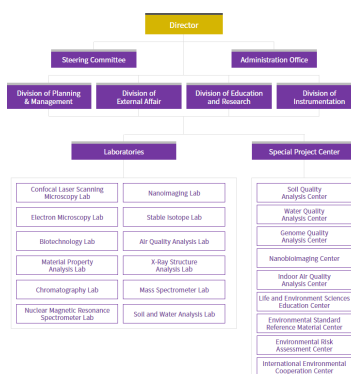 Director
Steering Committee
Administration Office
Division of Planning
& Management
Division of
External Affair
Division of Education
and Research
Division of
Instrumentation
Laboratories
Special Project Center
Confocal Laser Scanning
Microscopy Lab
Nanoimaging Lab
Electron Microscopy Lab
Stable Isotope Lab
Biotechnology Lab
Air Quality Analysis Lab
Material Property
Analysis Lab
X-Ray Structure
Analysis Lab
Chromatography Lab
Mass Spectrometer Lab
Nuclear Magnetic Resonance
Spectrometer Lab
Soil and Water Analysis Lab
Soil Quality
Analysis Center
Water Quality
Analysis Center
Genome Quality
Analysis Center
Nanobioimaging Center
Indoor Air Quality
Analysis Center
Life and Environment Sciences
Education Center
Environmental Standard
Reference Material Center
Environmental Risk
Assessment Center
International Environmental
Cooperation Center